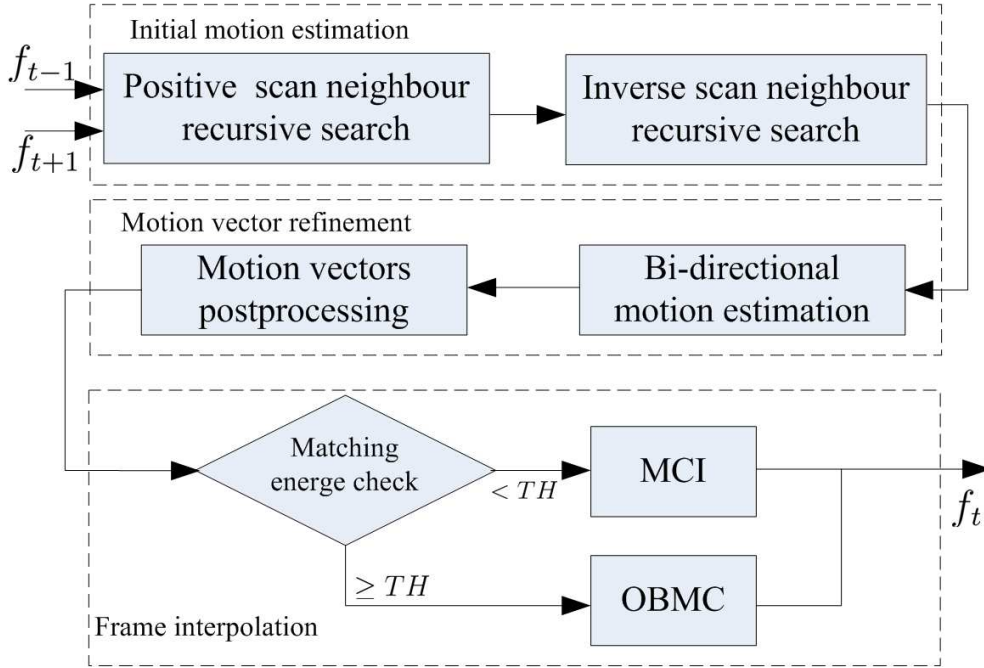 Initial motion estimation
f_{t−1}
f_{t+1}
Positive scan neighbour
recursive search
Inverse scan neighbour
recursive search
Motion vector refinement
Motion vectors
postprocessing
Bi-directional
motion estimation
Matching
energe check
< TH
MCI
f_t
≥ TH
OBMC
Frame interpolation